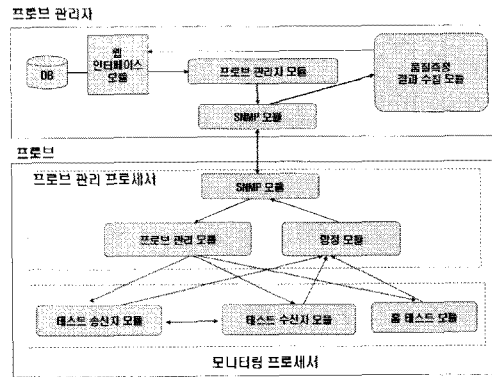 프로브 관리자
DB
웹
인터페이스
모듈
프로브 관리자 모듈
품질측정
결과 수집 모듈
SNMP 모듈
프로브
프로브 관리 프로세서
SNMP 모듈
프로브 관리 모듈
측정 모듈
테스트 송신자 모듈
테스트 수신자 모듈
홉 테스트 모듈
모니터링 프로세서